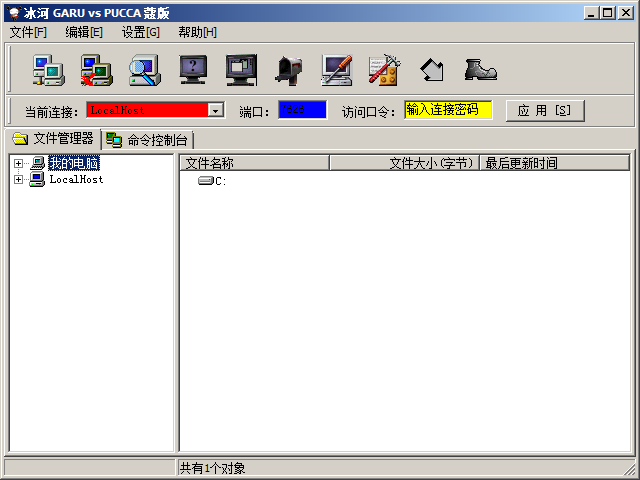 冰河 GARU vs PUCCA 蔻版
文件[F] 编辑[E] 设置[G] 帮助[H]
当前连接: LocalHost 端口: 7626 访问口令: 输入连接密码 应 用 [S]
文件管理器 命令控制台
我的电脑
LocalHost
文件名称 文件大小(字节) 最后更新时间
C:
共有1个对象